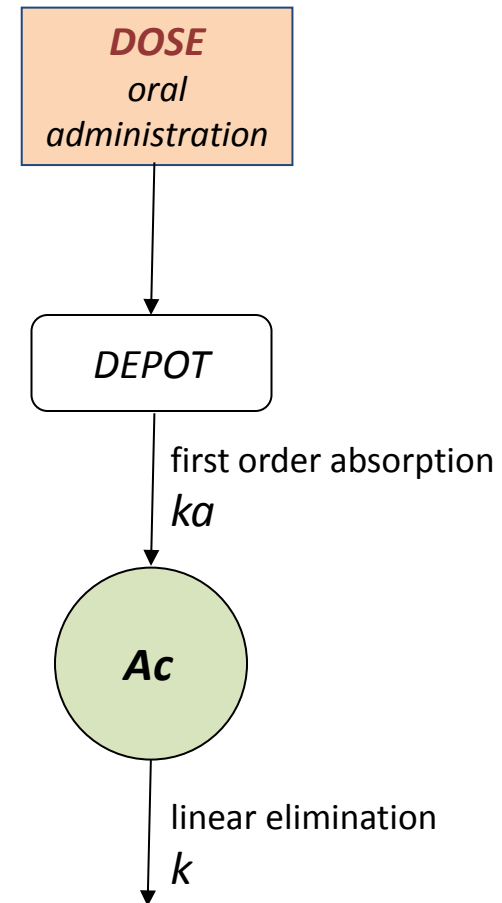 DOSE
oral
administration
DEPOT
first order absorption
ka
Ac
linear elimination
k